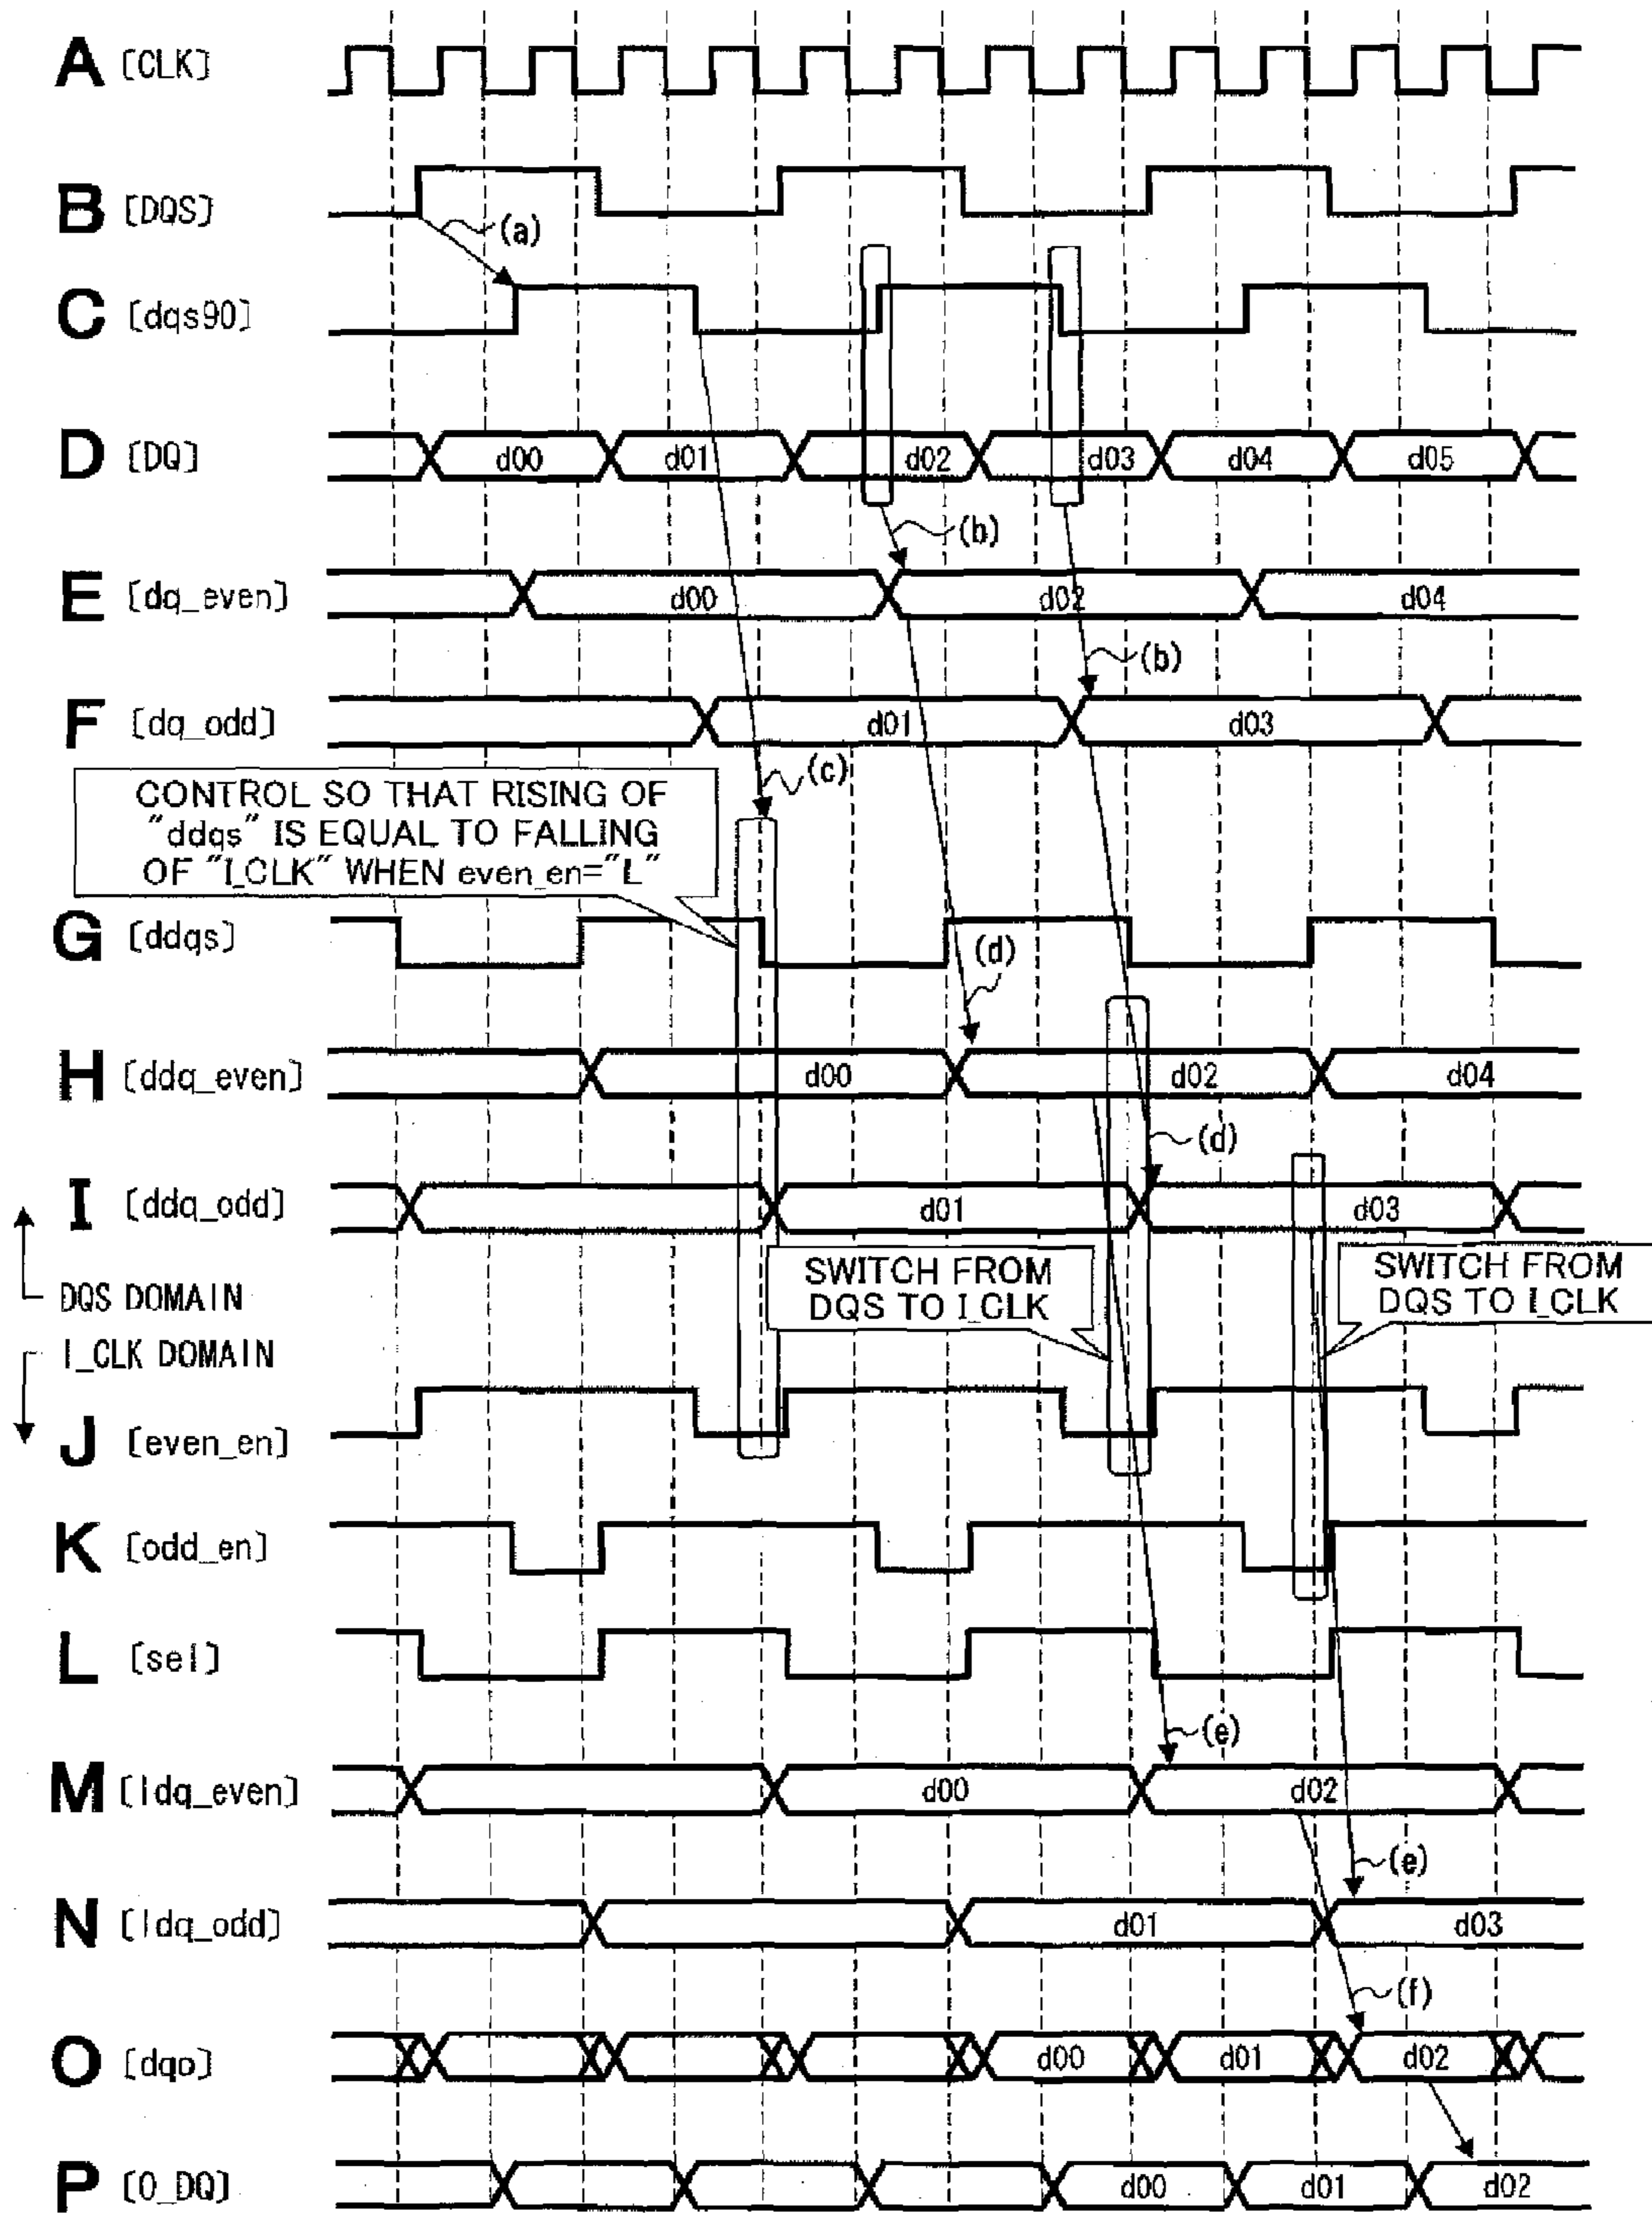 A [CLK]
B [DQS]
(a)
C [dqs90]
D [DQ] d00 d01 d02 d03 d04 d05
(b)
E [dq_even] d00 d02 d04
(b)
F [dq_odd] d01 d03
(c)
CONTROL SO THAT RISING OF
"ddqs" IS EQUAL TO FALLING
OF "I_CLK" WHEN even_en="L"
G [ddqs]
(d)
H [ddq_even] d00 d02 d04
(d)
I [ddq_odd] d01 d03
SWITCH FROM
DQS TO I_CLK
SWITCH FROM
DQS TO I_CLK
DQS DOMAIN
I_CLK DOMAIN
J [even_en]
K [odd_en]
L [sel]
(e)
M [ldq_even] d00 d02
(e)
N [ldq_odd] d01 d03
(f)
O [dqo] d00 d01 d02
P [O_DQ] d00 d01 d02